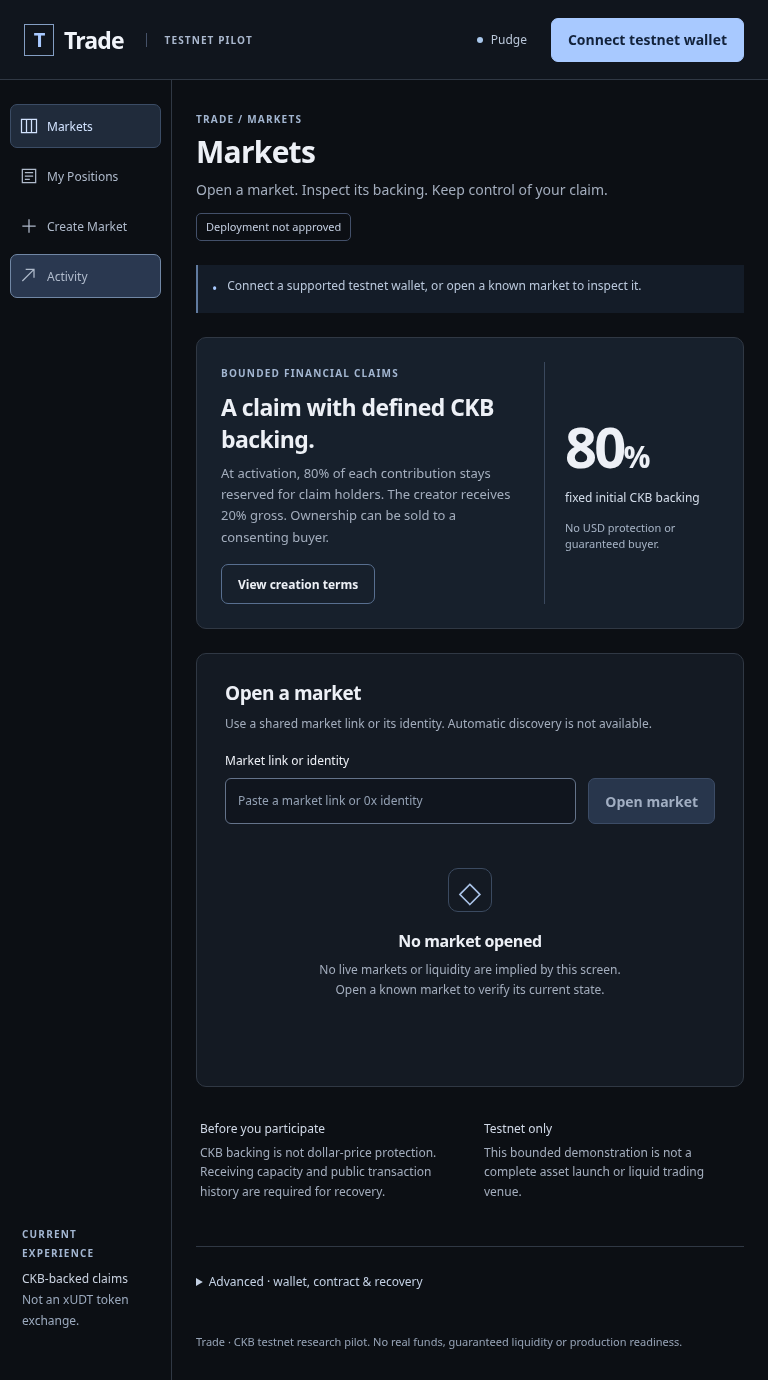 T Trade
TESTNET PILOT
Pudge
Connect testnet wallet
Markets
My Positions
Create Market
Activity
CURRENT
EXPERIENCE
CKB-backed claims
Not an xUDT token
exchange.
TRADE / MARKETS
Markets
Open a market. Inspect its backing. Keep control of your claim.
Deployment not approved
• Connect a supported testnet wallet, or open a known market to inspect it.
BOUNDED FINANCIAL CLAIMS
A claim with defined CKB
backing.
At activation, 80% of each contribution stays
reserved for claim holders. The creator receives
20% gross. Ownership can be sold to a
consenting buyer.
View creation terms
80%
fixed initial CKB backing
No USD protection or
guaranteed buyer.
Open a market
Use a shared market link or its identity. Automatic discovery is not available.
Market link or identity
Paste a market link or 0x identity
Open market
No market opened
No live markets or liquidity are implied by this screen.
Open a known market to verify its current state.
Before you participate
CKB backing is not dollar-price protection.
Receiving capacity and public transaction
history are required for recovery.
Testnet only
This bounded demonstration is not a
complete asset launch or liquid trading
venue.
Advanced · wallet, contract & recovery
Trade · CKB testnet research pilot. No real funds, guaranteed liquidity or production readiness.